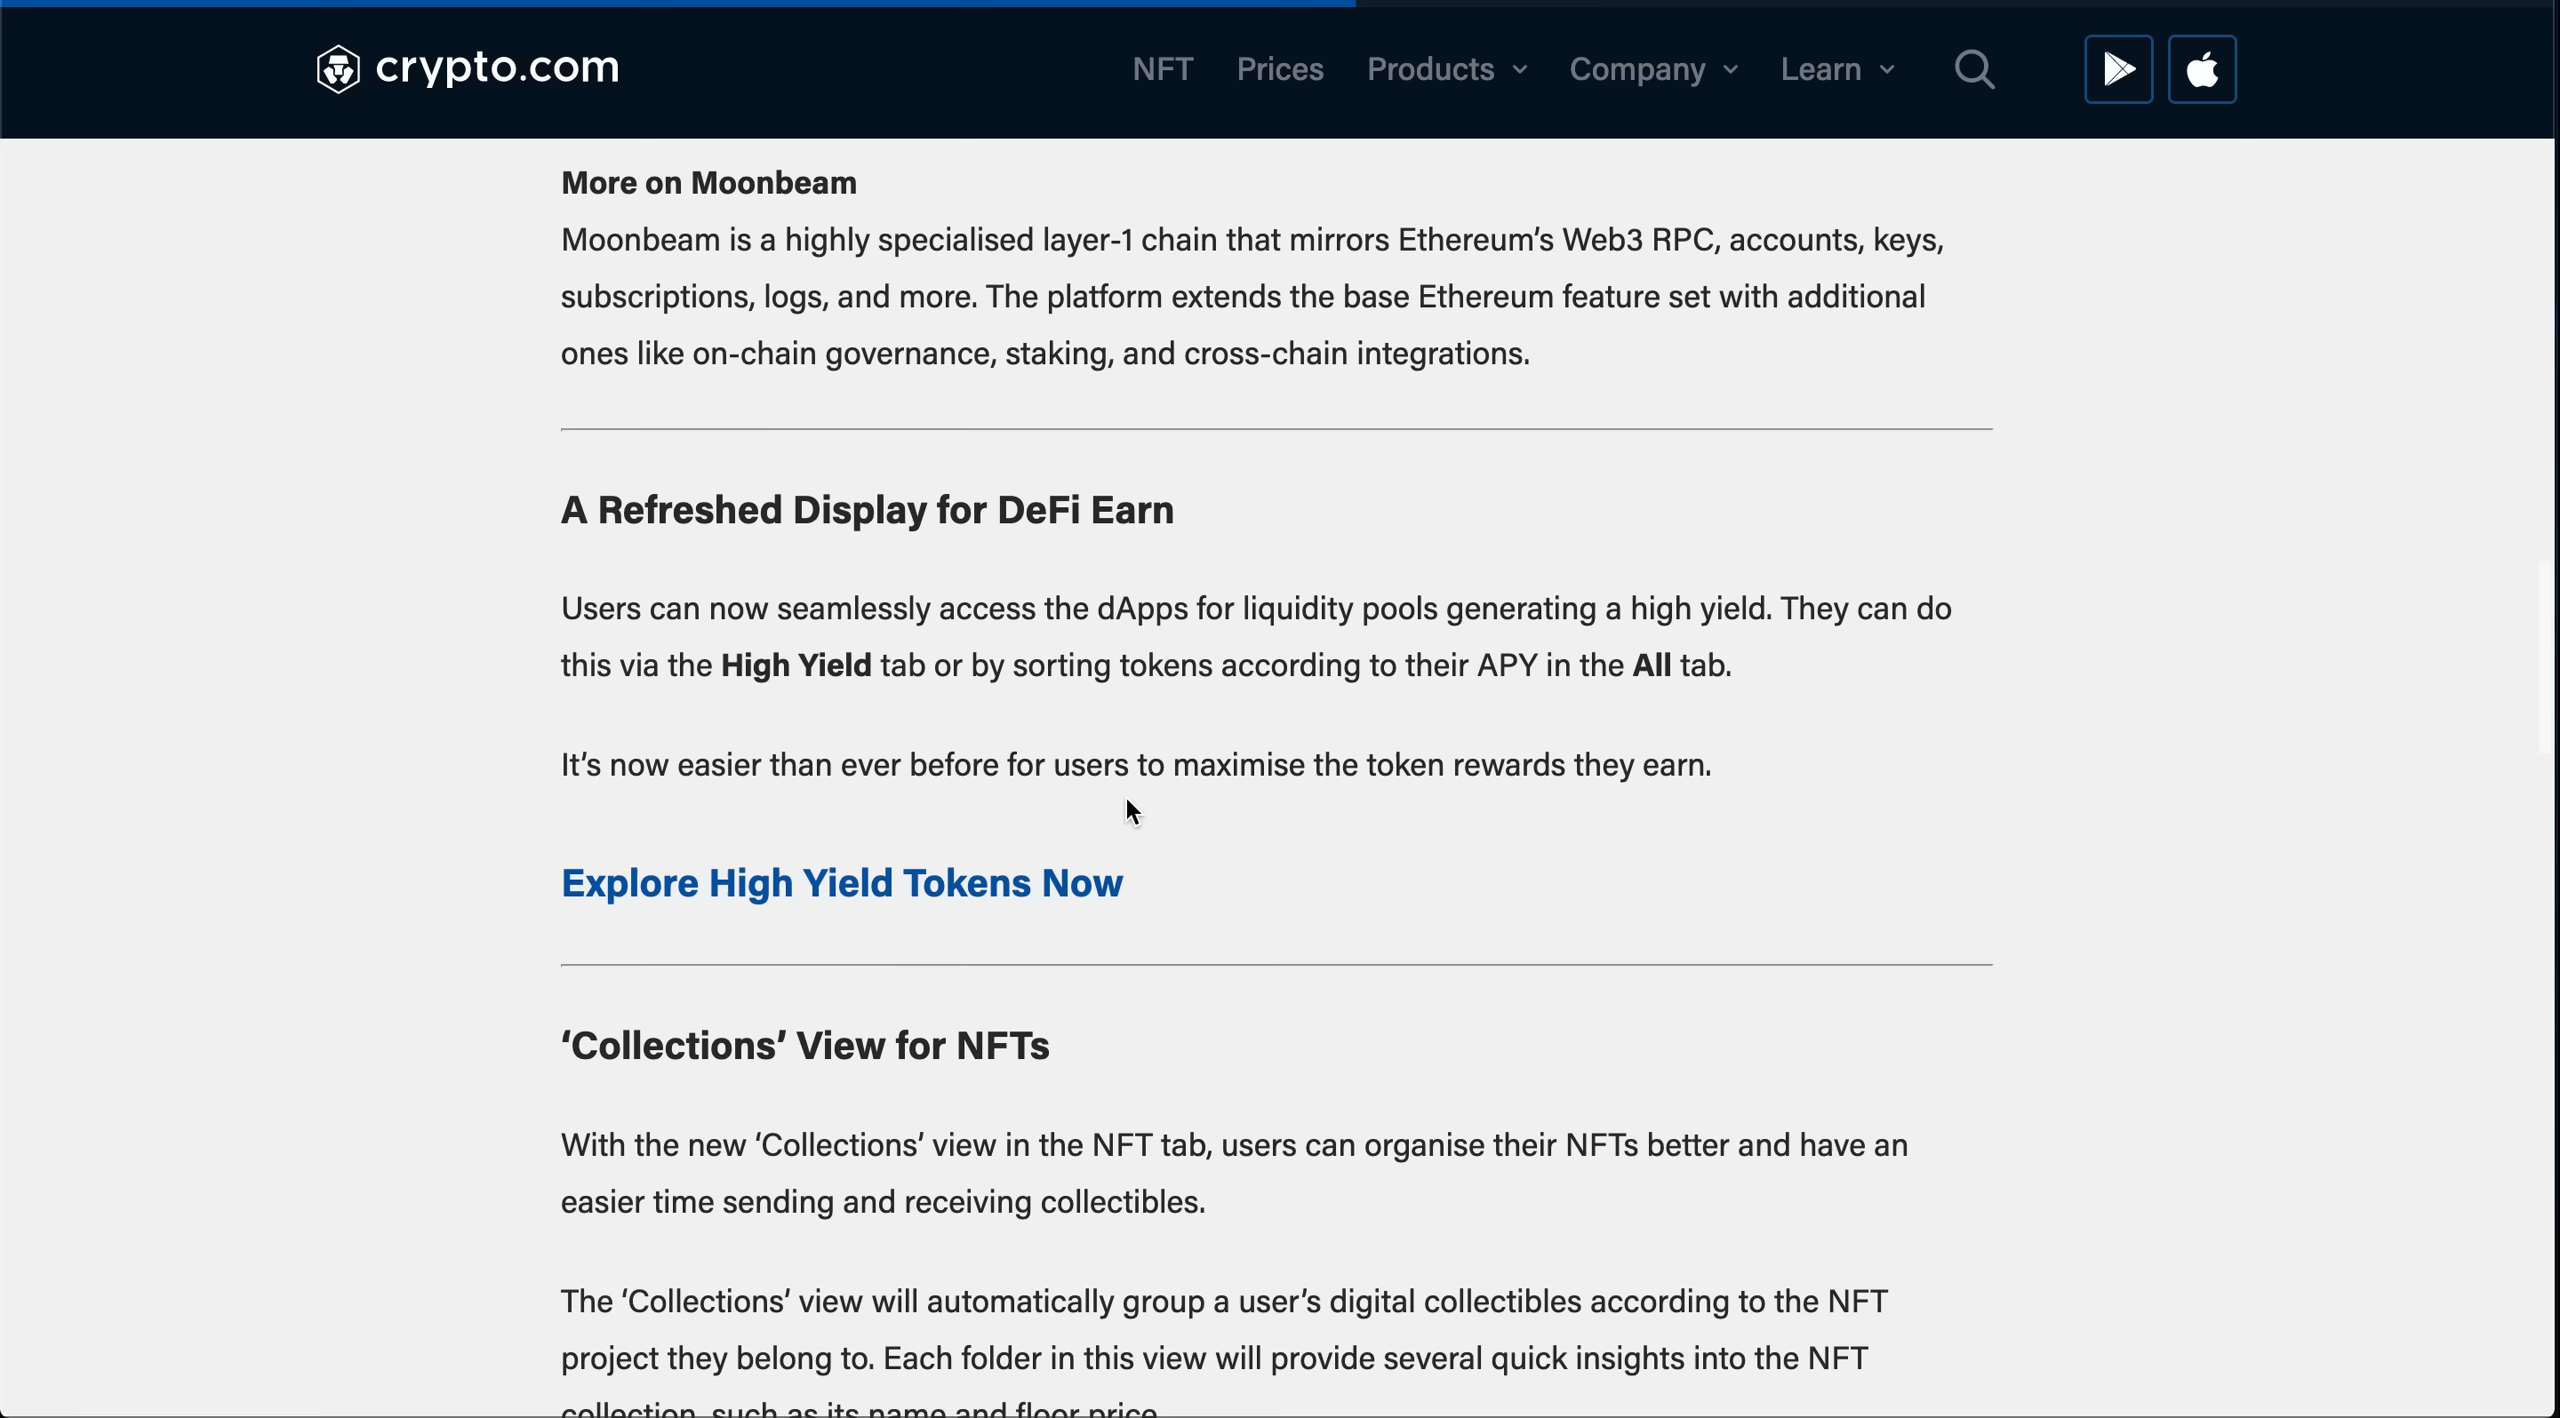 crypto.com
NFT Prices Products Company Learn
More on Moonbeam
Moonbeam is a highly specialised layer-1 chain that mirrors Ethereum’s Web3 RPC, accounts, keys,
subscriptions, logs, and more. The platform extends the base Ethereum feature set with additional
ones like on-chain governance, staking, and cross-chain integrations.
A Refreshed Display for DeFi Earn
Users can now seamlessly access the dApps for liquidity pools generating a high yield. They can do
this via the High Yield tab or by sorting tokens according to their APY in the All tab.
It’s now easier than ever before for users to maximise the token rewards they earn.
Explore High Yield Tokens Now
‘Collections’ View for NFTs
With the new ‘Collections’ view in the NFT tab, users can organise their NFTs better and have an
easier time sending and receiving collectibles.
The ‘Collections’ view will automatically group a user’s digital collectibles according to the NFT
project they belong to. Each folder in this view will provide several quick insights into the NFT
collection, such as its name and floor price